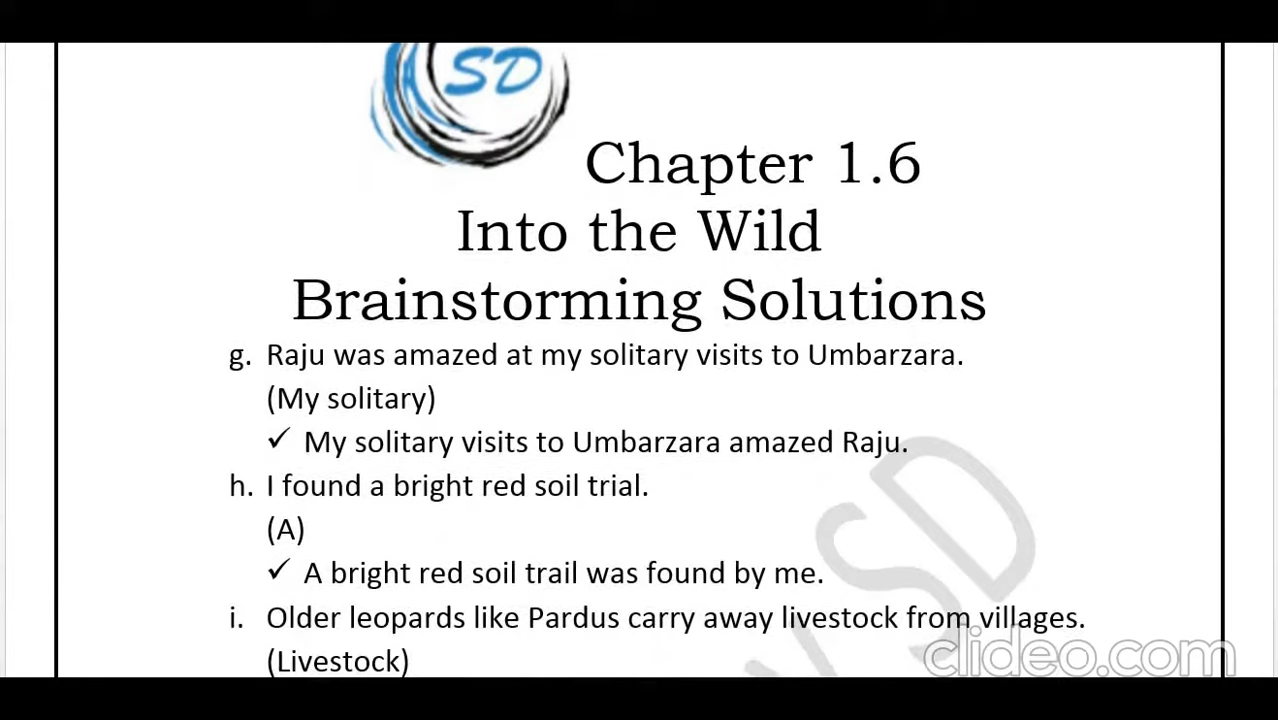 SD
Chapter 1.6
Into the Wild
Brainstorming Solutions
g. Raju was amazed at my solitary visits to Umbarzara.
(My solitary)
✓ My solitary visits to Umbarzara amazed Raju.
h. I found a bright red soil trial.
(A)
✓ A bright red soil trail was found by me.
i. Older leopards like Pardus carry away livestock from villages.
(Livestock)
SD
clideo.com